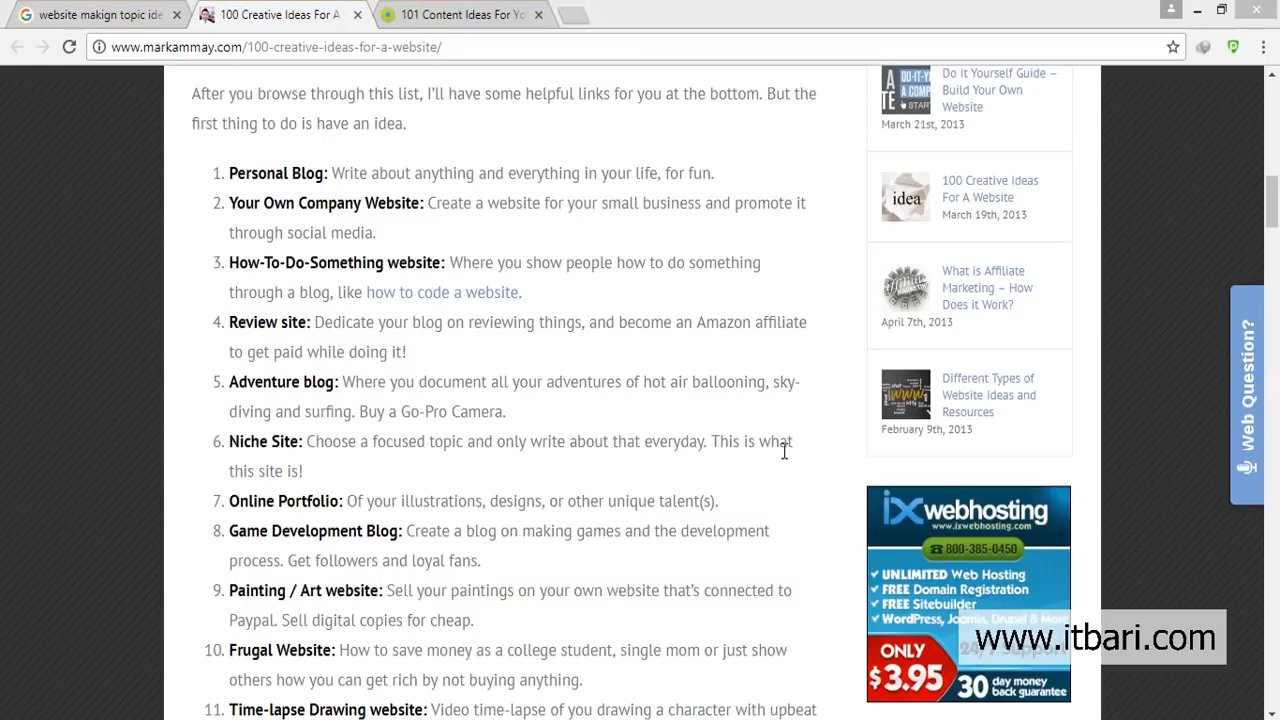 website makign topic ide
100 Creative Ideas For A
101 Content Ideas For Yo
www.markammay.com/100-creative-ideas-for-a-website/
After you browse through this list, I'll have some helpful links for you at the bottom. But the
first thing to do is have an idea.
1. Personal Blog: Write about anything and everything in your life, for fun.
2. Your Own Company Website: Create a website for your small business and promote it
through social media.
3. How-To-Do-Something website: Where you show people how to do something
through a blog, like how to code a website.
4. Review site: Dedicate your blog on reviewing things, and become an Amazon affiliate
to get paid while doing it!
5. Adventure blog: Where you document all your adventures of hot air ballooning, sky-
diving and surfing. Buy a Go-Pro Camera.
6. Niche Site: Choose a focused topic and only write about that everyday. This is what
this site is!
7. Online Portfolio: Of your illustrations, designs, or other unique talent(s).
8. Game Development Blog: Create a blog on making games and the development
process. Get followers and loyal fans.
9. Painting / Art website: Sell your paintings on your own website that's connected to
Paypal. Sell digital copies for cheap.
10. Frugal Website: How to save money as a college student, single mom or just show
others how you can get rich by not buying anything.
11. Time-lapse Drawing website: Video time-lapse of you drawing a character with upbeat
DO-IT-Y
A COMP
START
Do It Yourself Guide –
Build Your Own
Website
March 21st, 2013
idea
100 Creative Ideas
For A Website
March 19th, 2013
What is Affiliate
Marketing – How
Does it Work?
April 7th, 2013
www
Different Types of
Website Ideas and
Resources
February 9th, 2013
ix webhosting
www.ixwebhosting.com
800-385-0450
UNLIMITED Web Hosting
FREE Domain Registration
FREE Sitebuilder
WordPress, Joomla, Drupal & More
ONLY
$3.95
30 day money
back guarantee
Web Question?
www.itbari.com